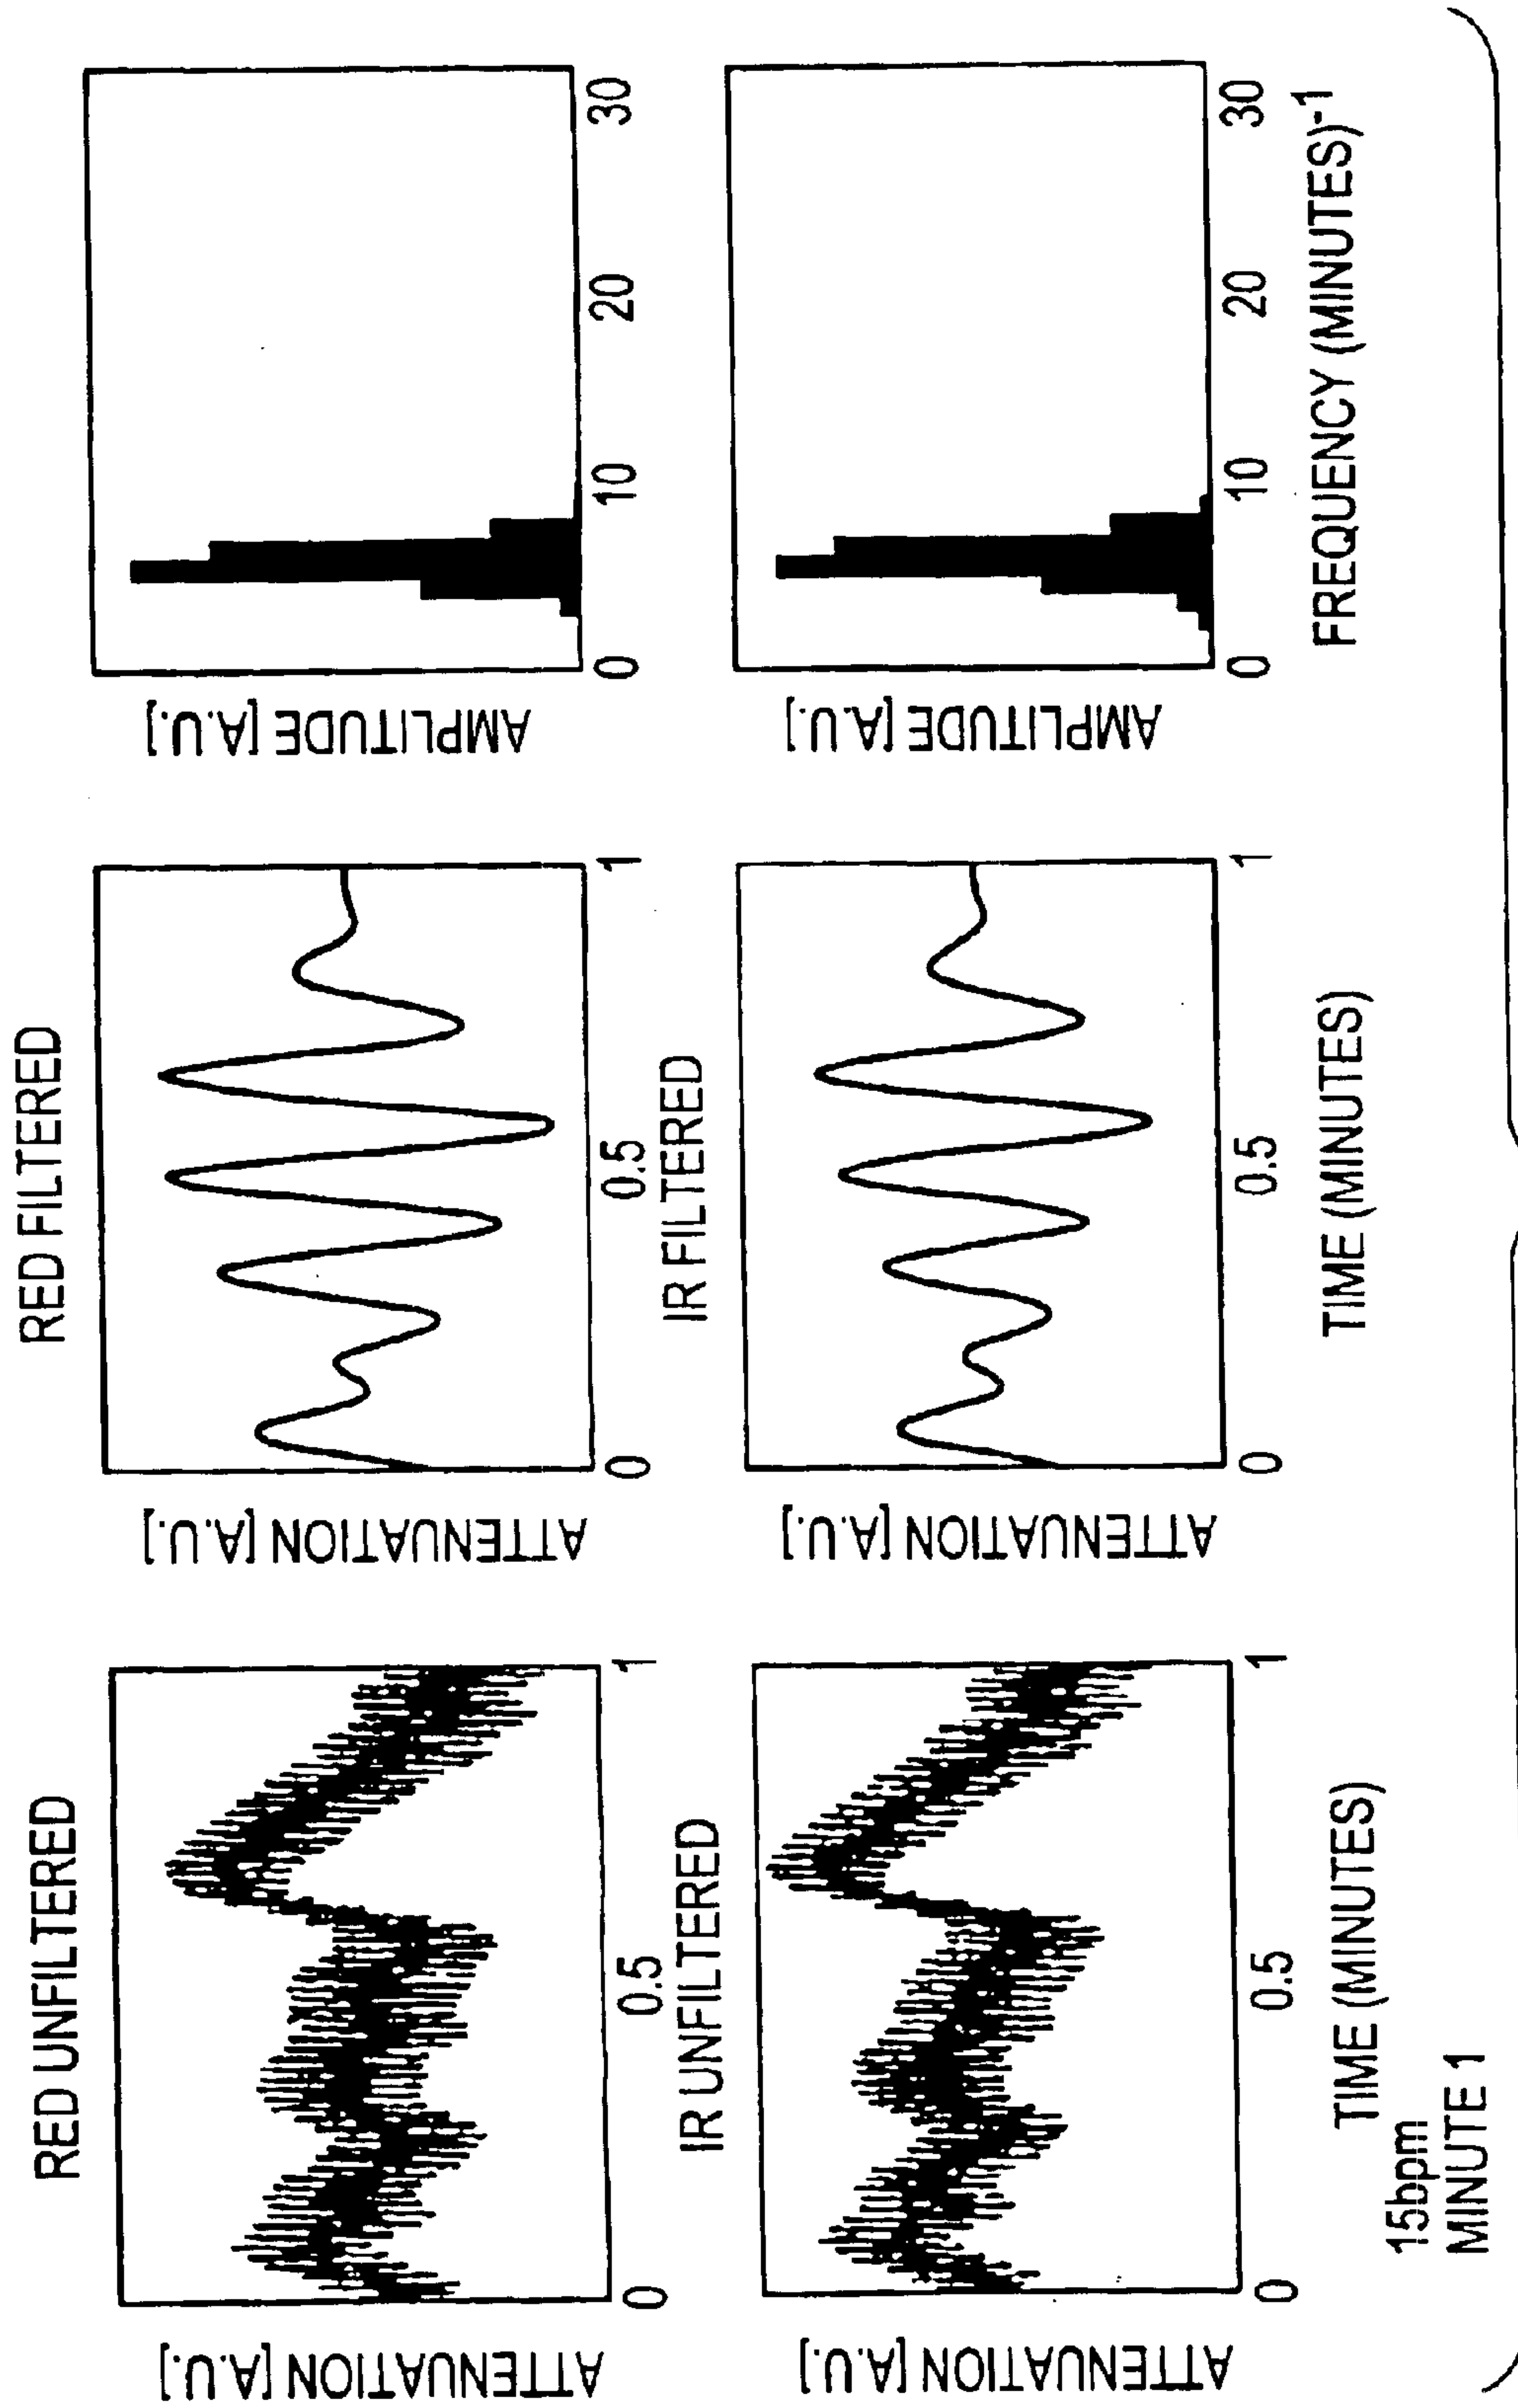 RED UNFILTERED
RED FILTERED
ATTENUATION [A.U.]
0
0.5
1
ATTENUATION [A.U.]
0
0.5
1
AMPLITUDE [A.U.]
0
10
20
30
IR UNFILTERED
IR FILTERED
ATTENUATION [A.U.]
0
0.5
1
TIME (MINUTES)
ATTENUATION [A.U.]
0
0.5
1
TIME (MINUTES)
AMPLITUDE [A.U.]
0
10
20
30
FREQUENCY (MINUTES)-1
15bpm
MINUTE 1